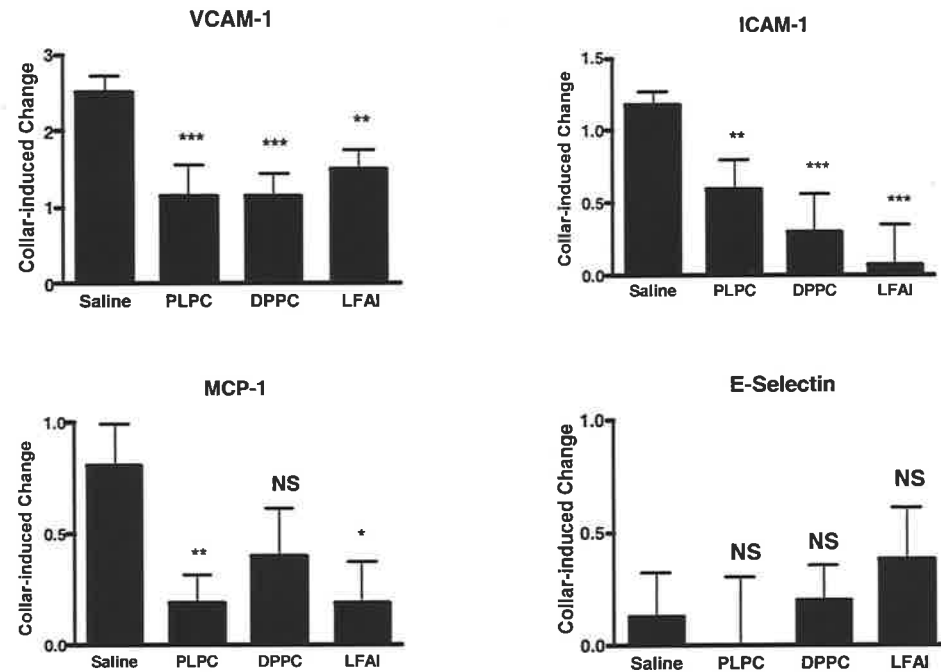 VCAM-1
Collar-induced Change
3
2
1
0
***
***
**
Saline PLPC DPPC LFAI
ICAM-1
Collar-induced Change
1.5
1.0
0.5
0.0
**
***
***
Saline PLPC DPPC LFAI
MCP-1
Collar-induced Change
1.0
0.5
0.0
**
NS
*
Saline PLPC DPPC LFAI
E-Selectin
Collar-induced Change
1.0
0.5
0.0
NS
NS
NS
Saline PLPC DPPC LFAI